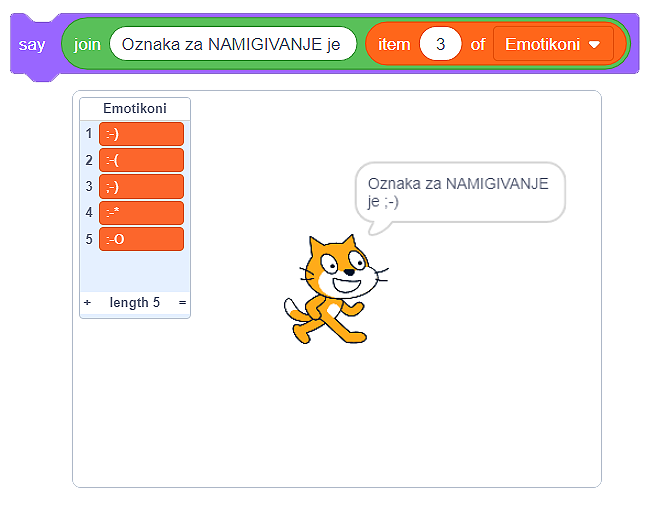 say join Oznaka za NAMIGIVANJE je item 3 of Emotikoni
Emotikoni
1 :-)
2 :-(
3 ;-)
4 :-*
5 :-O
+ length 5 =
Oznaka za NAMIGIVANJE
je ;-)